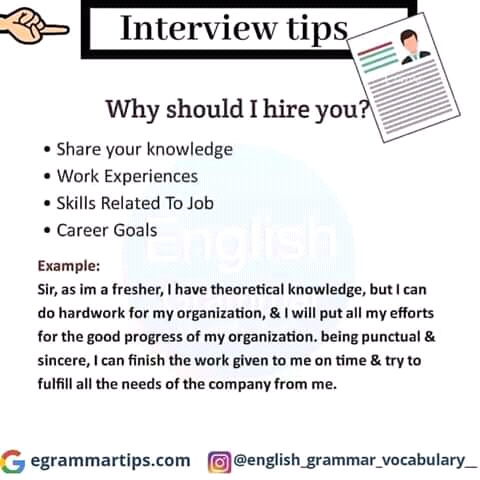 Interview tips
Why should I hire you?
• Share your knowledge
• Work Experiences
• Skills Related To Job
• Career Goals
Example:
Sir, as im a fresher, I have theoretical knowledge, but I can
do hardwork for my organization, & I will put all my efforts
for the good progress of my organization. being punctual &
sincere, I can finish the work given to me on time & try to
fulfill all the needs of the company from me.
English
Grammar
egrammartips.com @english_grammar_vocabulary__